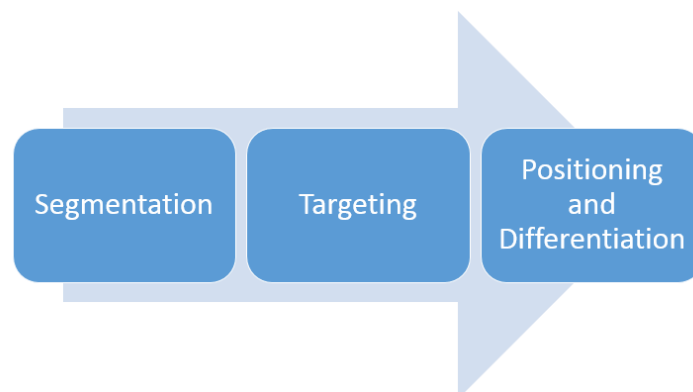 Segmentation
Targeting
Positioning
and
Differentiation